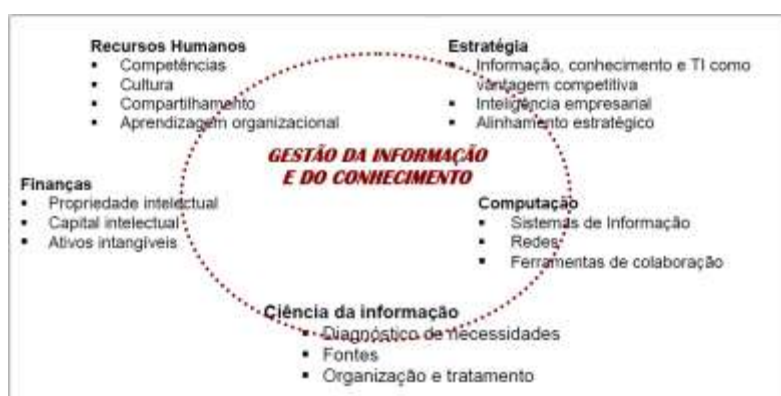 Recursos Humanos
▪ Competências
▪ Cultura
▪ Compartilhamento
▪ Aprendizagem organizacional
Estratégia
▪ Informação, conhecimento e TI como
vantagem competitiva
▪ Inteligência empresarial
▪ Alinhamento estratégico
GESTÃO DA INFORMAÇÃO
E DO CONHECIMENTO
Finanças
▪ Propriedade intelectual
▪ Capital intelectual
▪ Ativos intangíveis
Computação
▪ Sistemas de Informação
▪ Redes
▪ Ferramentas de colaboração
Ciência da informação
▪ Diagnóstico de necessidades
▪ Fontes
▪ Organização e tratamento